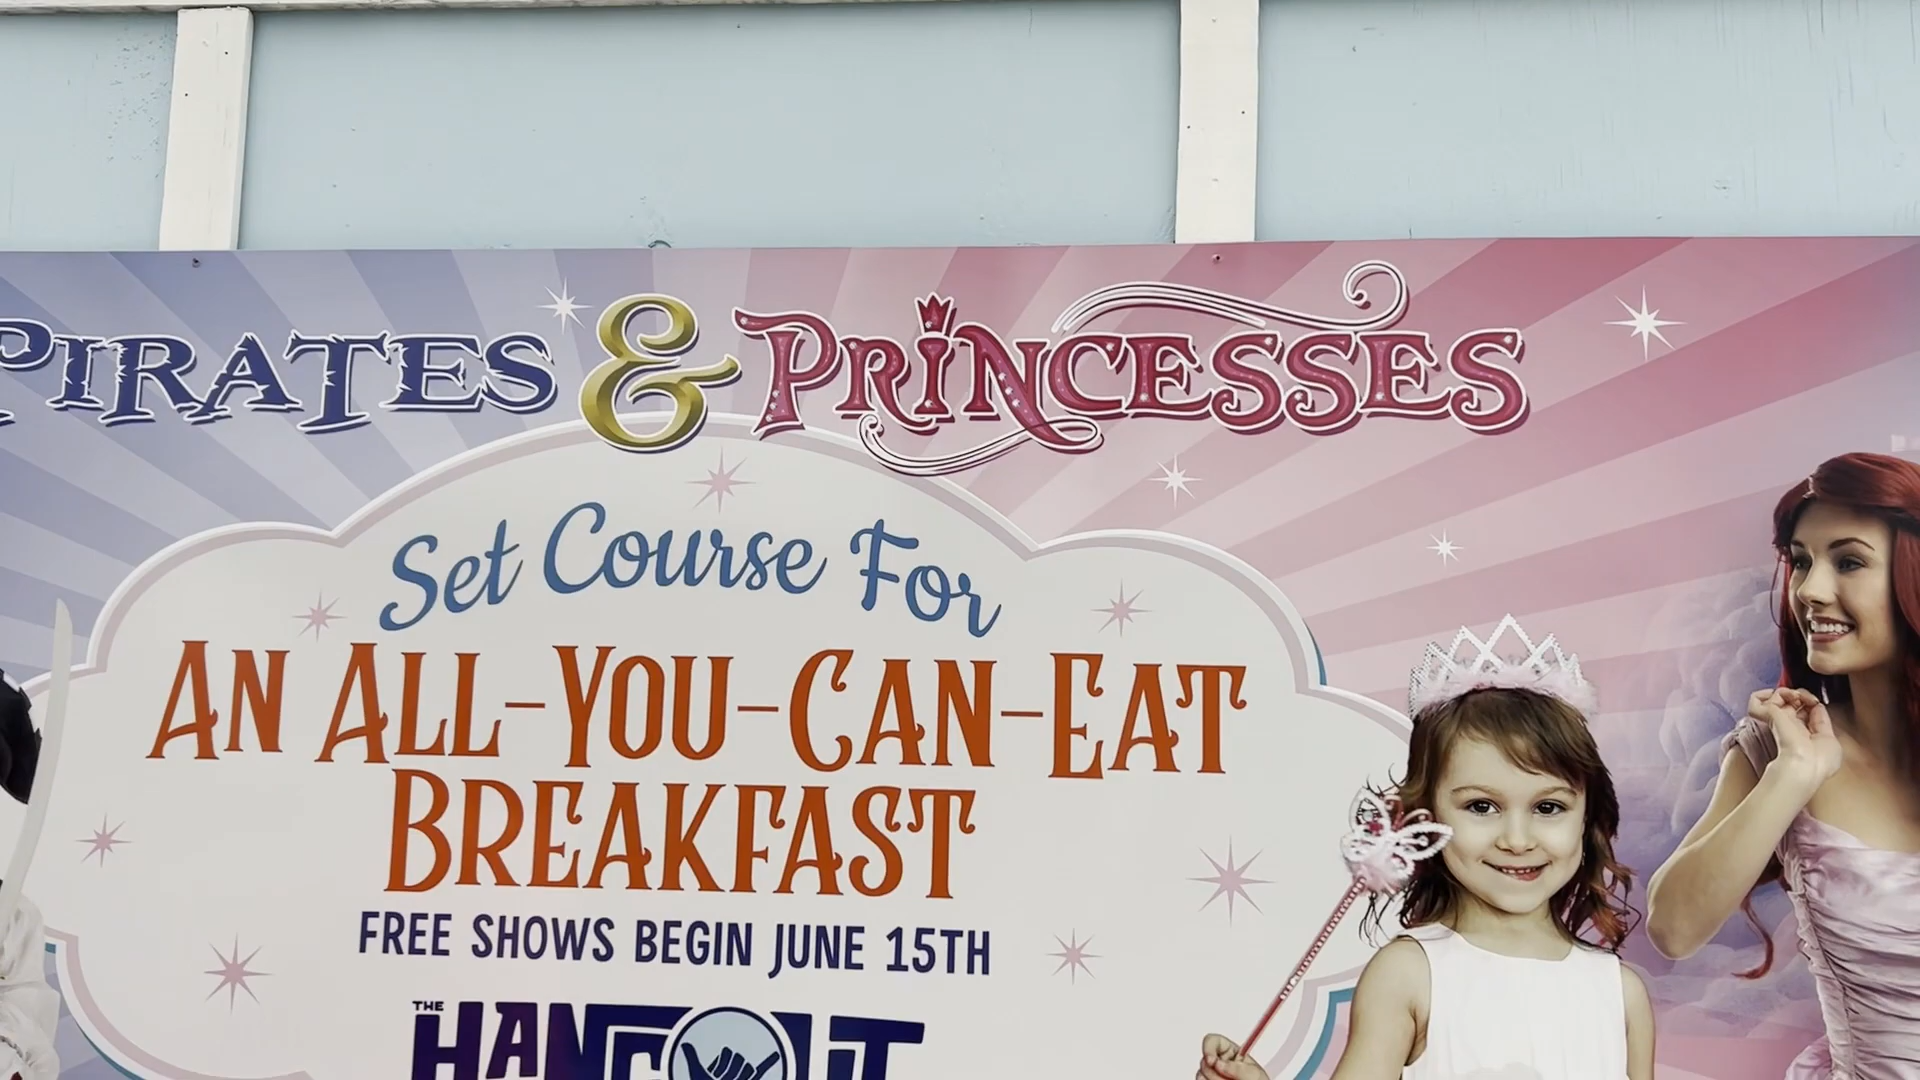 PIRATES & PRINCESSES
Set Course For
AN ALL-YOU-CAN-EAT
BREAKFAST
FREE SHOWS BEGIN JUNE 15TH
THE
HANGOUT